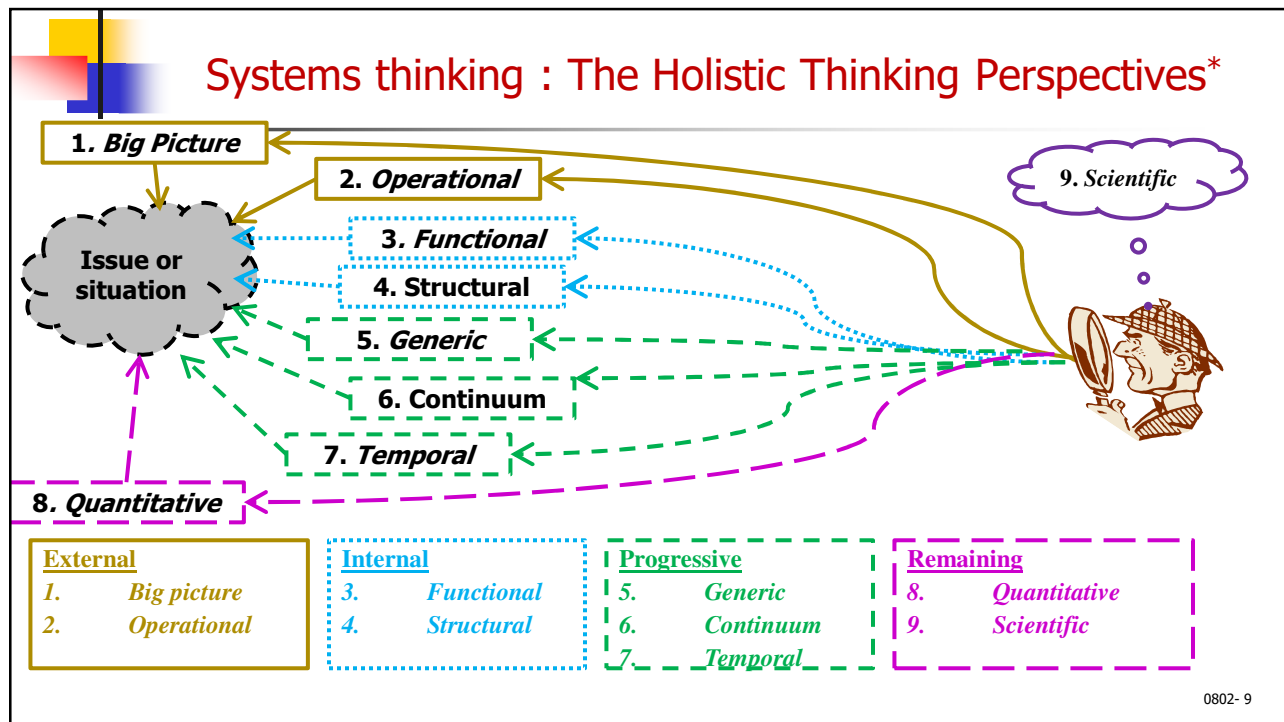 Systems thinking : The Holistic Thinking Perspectives*
1. Big Picture
2. Operational
9. Scientific
3. Functional
Issue or
situation
4. Structural
5. Generic
6. Continuum
7. Temporal
8. Quantitative
External
1. Big picture
2. Operational
Internal
3. Functional
4. Structural
Progressive
5. Generic
6. Continuum
7. Temporal
Remaining
8. Quantitative
9. Scientific
0802- 9